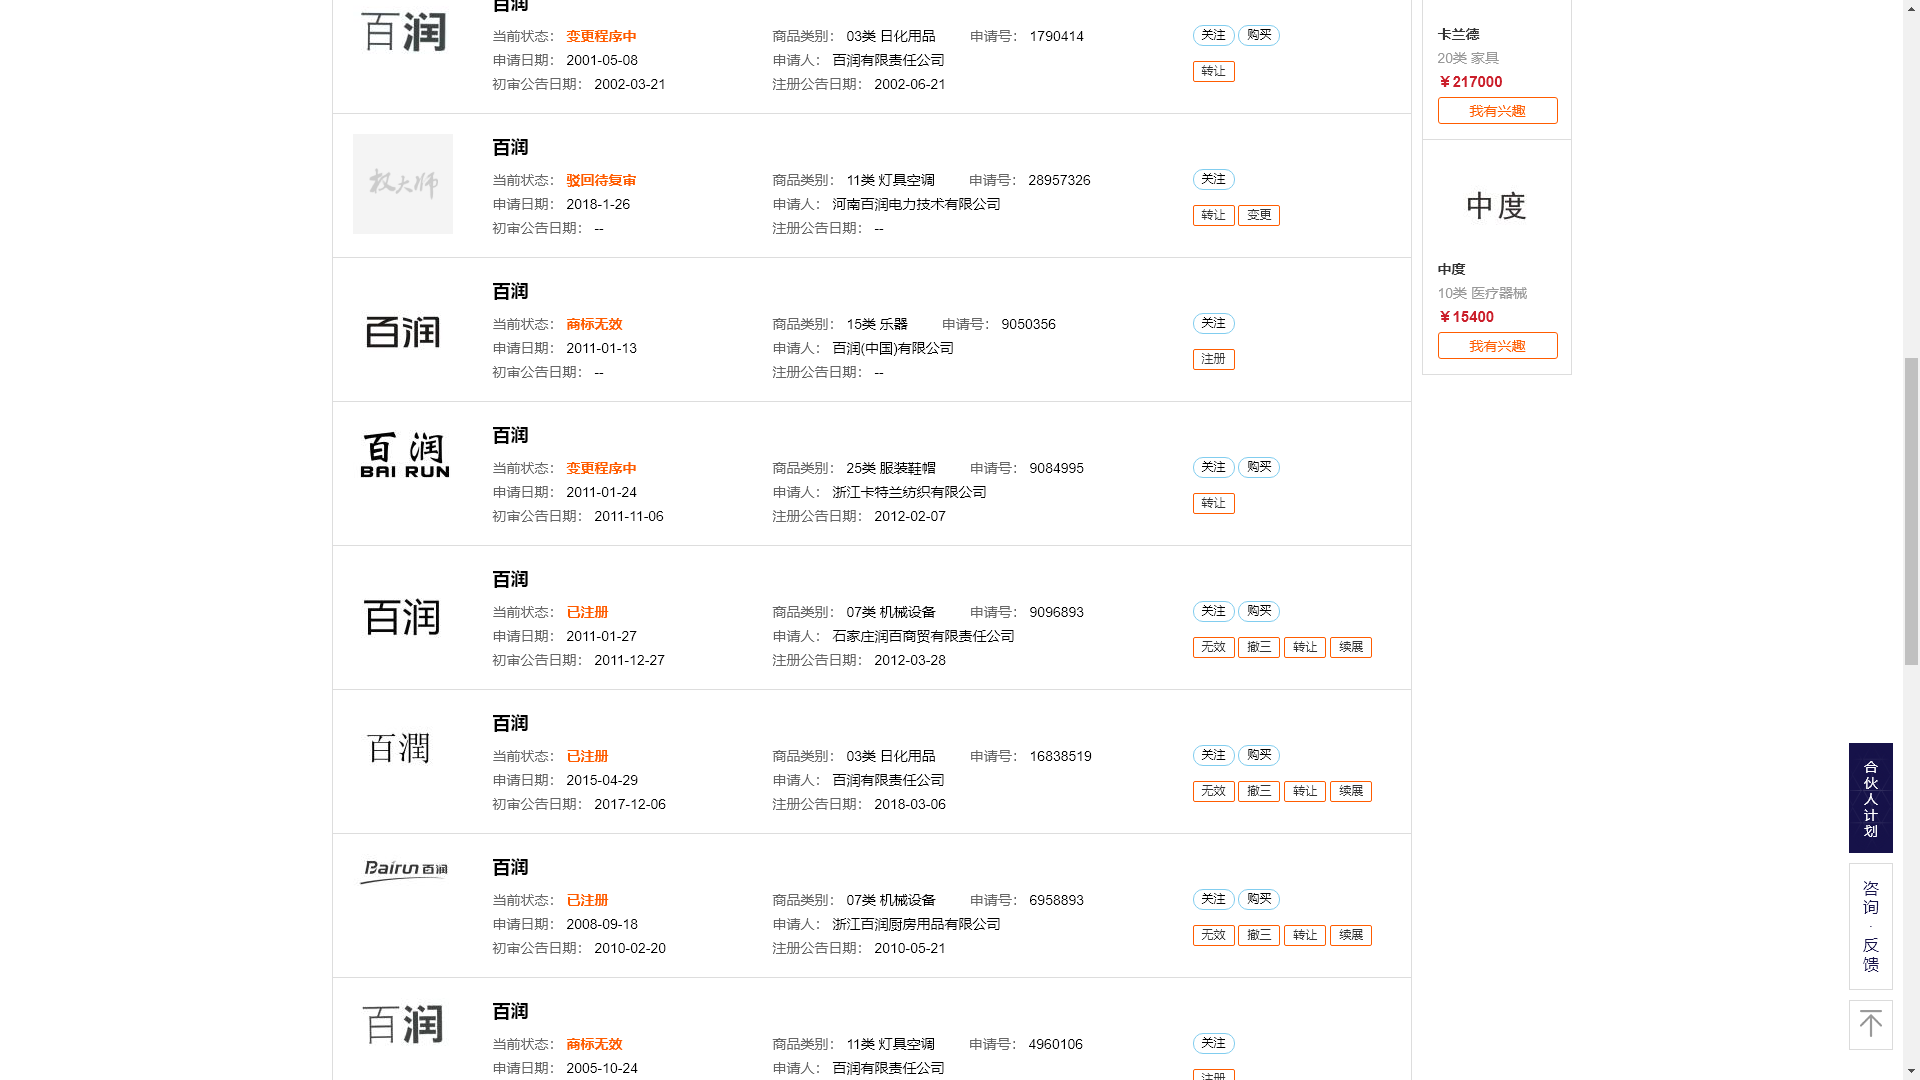 百润
百润
当前状态： 变更程序中
商品类别： 03类 日化用品 申请号： 1790414
关注 购买
申请日期： 2001-05-08
申请人： 百润有限责任公司
转让
初审公告日期： 2002-03-21
注册公告日期： 2002-06-21
权大师
百润
当前状态： 驳回待复审
商品类别： 11类 灯具空调 申请号： 28957326
关注
申请日期： 2018-1-26
申请人： 河南百润电力技术有限公司
转让 变更
初审公告日期： --
注册公告日期： --
百润
百润
当前状态： 商标无效
商品类别： 15类 乐器 申请号： 9050356
关注
申请日期： 2011-01-13
申请人： 百润(中国)有限公司
注册
初审公告日期： --
注册公告日期： --
百润
BAI RUN
百润
当前状态： 变更程序中
商品类别： 25类 服装鞋帽 申请号： 9084995
关注 购买
申请日期： 2011-01-24
申请人： 浙江卡特兰纺织有限公司
转让
初审公告日期： 2011-11-06
注册公告日期： 2012-02-07
百润
百润
当前状态： 已注册
商品类别： 07类 机械设备 申请号： 9096893
关注 购买
申请日期： 2011-01-27
申请人： 石家庄润百商贸有限责任公司
无效 撤三 转让 续展
初审公告日期： 2011-12-27
注册公告日期： 2012-03-28
百潤
百润
当前状态： 已注册
商品类别： 03类 日化用品 申请号： 16838519
关注 购买
申请日期： 2015-04-29
申请人： 百润有限责任公司
无效 撤三 转让 续展
初审公告日期： 2017-12-06
注册公告日期： 2018-03-06
Bairun 百润
百润
当前状态： 已注册
商品类别： 07类 机械设备 申请号： 6958893
关注 购买
申请日期： 2008-09-18
申请人： 浙江百润厨房用品有限公司
无效 撤三 转让 续展
初审公告日期： 2010-02-20
注册公告日期： 2010-05-21
百润
百润
当前状态： 商标无效
商品类别： 11类 灯具空调 申请号： 4960106
关注
申请日期： 2005-10-24
申请人： 百润有限责任公司
注册
卡兰德
20类 家具
￥217000
我有兴趣
中度
中度
10类 医疗器械
￥15400
我有兴趣
合伙人计划
咨询·反馈